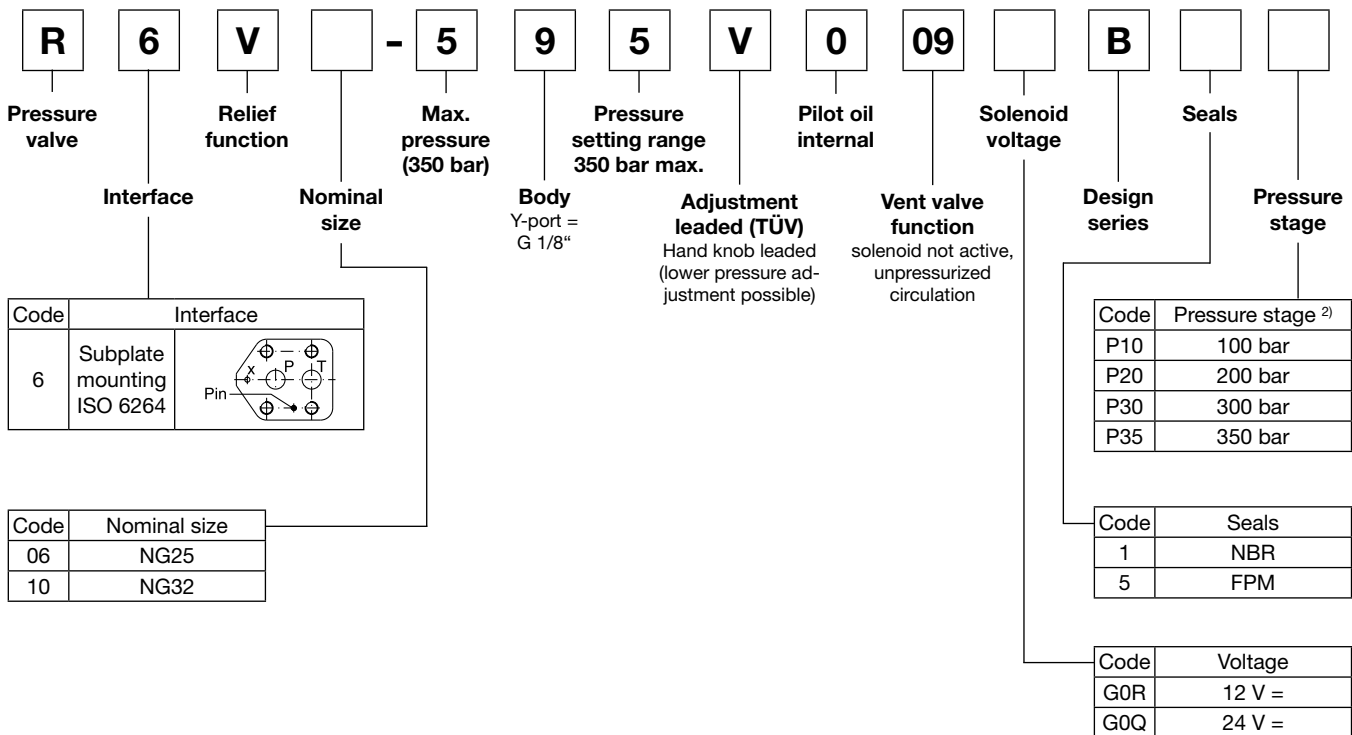 R 6 V - 5 9 5 V 0 09 B
Pressure valve
Relief function
Max. pressure (350 bar)
Pressure setting range 350 bar max.
Pilot oil internal
Solenoid voltage
Seals
Interface
Nominal size
Body
Y-port =
G 1/8“
Adjustment leaded (TÜV)
Hand knob leaded
(lower pressure ad-
justment possible)
Vent valve function
solenoid not active,
unpressurized
circulation
Design series
Pressure stage
Code Interface
6 Subplate mounting ISO 6264
x P T
Pin
Code Nominal size
06 NG25
10 NG32
Code Pressure stage 2)
P10 100 bar
P20 200 bar
P30 300 bar
P35 350 bar
Code Seals
1 NBR
5 FPM
Code Voltage
G0R 12 V =
G0Q 24 V =